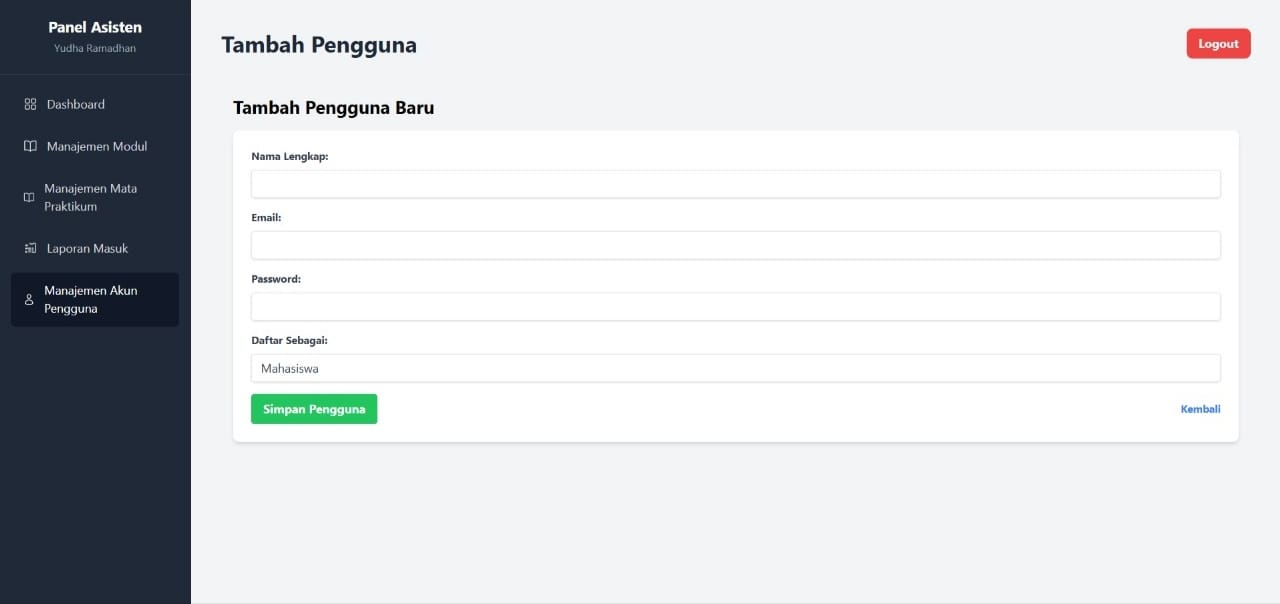 Panel Asisten
Yudha Ramadhan
Dashboard
Manajemen Modul
Manajemen Mata
Praktikum
Laporan Masuk
Manajemen Akun
Pengguna
Tambah Pengguna
Logout
Tambah Pengguna Baru
Nama Lengkap:
Email:
Password:
Daftar Sebagai:
Mahasiswa
Simpan Pengguna
Kembali